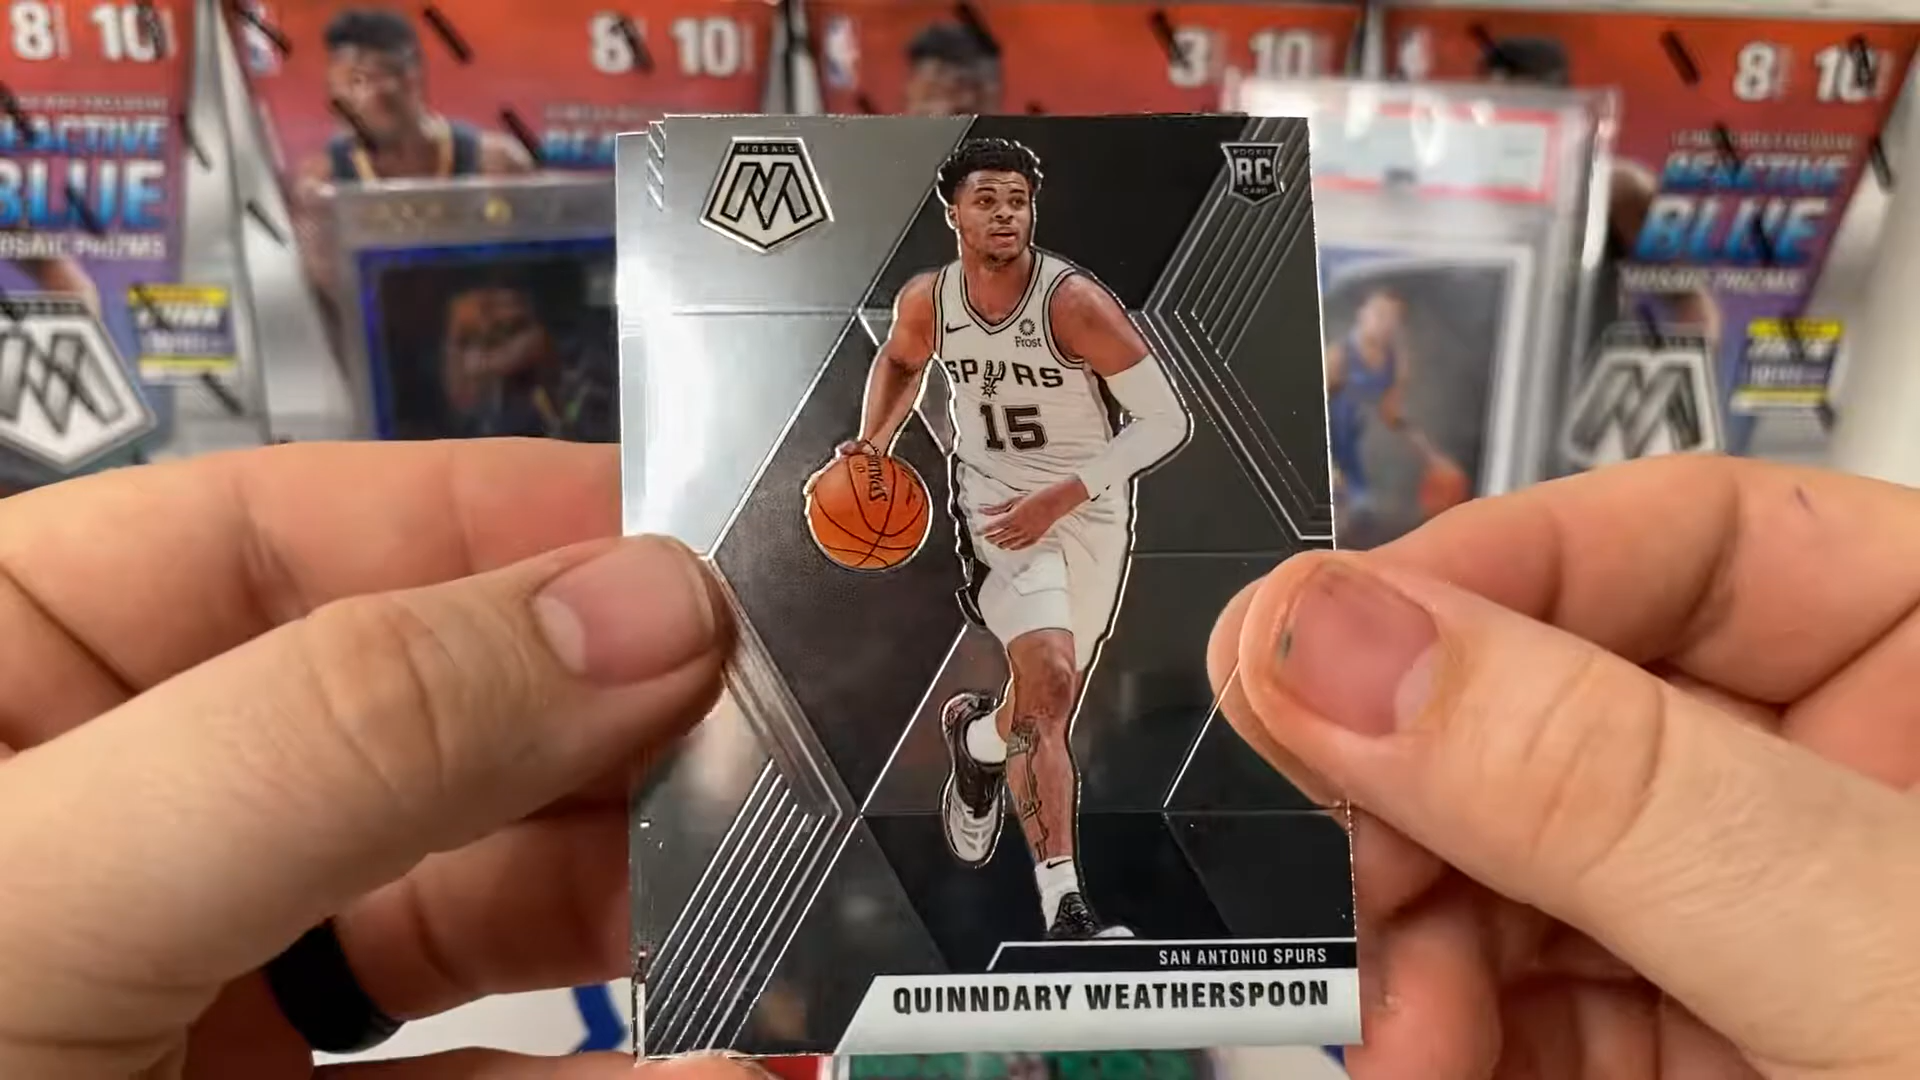 8 10
8 10
3 10
8 10
REACTIVE
BLUE
MOSAIC PRIZMS
REACTIVE
BLUE
MOSAIC PRIZMS
MOSAIC
ROOKIE
RC
CARD
Frost
SPURS
15
SPALDING
SAN ANTONIO SPURS
QUINNDARY WEATHERSPOON